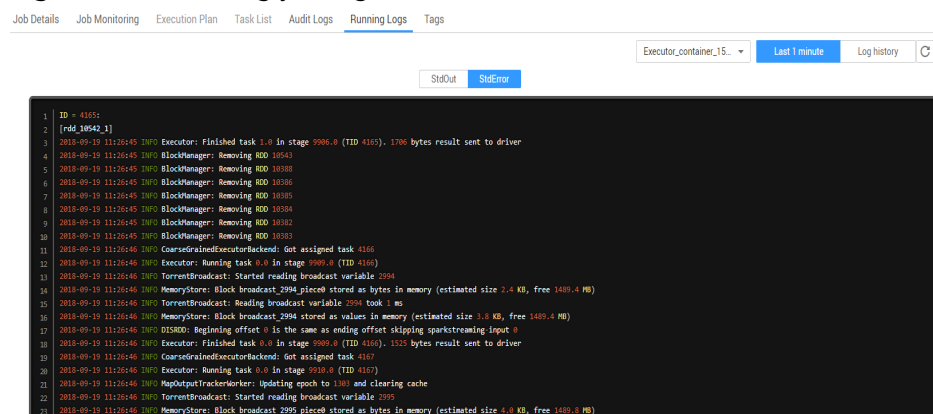 Job Details Job Monitoring Execution Plan Task List Audit Logs Running Logs Tags
Executor_container_15... Last 1 minute Log history
StdOut StdError
1 ID = 4165:
2 [rdd_10542_1]
3 2018-09-19 11:26:45 INFO Executor: Finished task 1.0 in stage 9906.0 (TID 4165). 1706 bytes result sent to driver
4 2018-09-19 11:26:45 INFO BlockManager: Removing RDD 10543
5 2018-09-19 11:26:45 INFO BlockManager: Removing RDD 10388
6 2018-09-19 11:26:45 INFO BlockManager: Removing RDD 10386
7 2018-09-19 11:26:45 INFO BlockManager: Removing RDD 10385
8 2018-09-19 11:26:45 INFO BlockManager: Removing RDD 10384
9 2018-09-19 11:26:45 INFO BlockManager: Removing RDD 10382
10 2018-09-19 11:26:45 INFO BlockManager: Removing RDD 10383
11 2018-09-19 11:26:46 INFO CoarseGrainedExecutorBackend: Got assigned task 4166
12 2018-09-19 11:26:46 INFO Executor: Running task 0.0 in stage 9909.0 (TID 4166)
13 2018-09-19 11:26:46 INFO TorrentBroadcast: Started reading broadcast variable 2994
14 2018-09-19 11:26:46 INFO MemoryStore: Block broadcast_2994_piece0 stored as bytes in memory (estimated size 2.4 KB, free 1489.4 MB)
15 2018-09-19 11:26:46 INFO TorrentBroadcast: Reading broadcast variable 2994 took 1 ms
16 2018-09-19 11:26:46 INFO MemoryStore: Block broadcast_2994 stored as values in memory (estimated size 3.8 KB, free 1489.4 MB)
17 2018-09-19 11:26:46 INFO DISRDD: Beginning offset 0 is the same as ending offset skipping sparkstreaming-input 0
18 2018-09-19 11:26:46 INFO Executor: Finished task 0.0 in stage 9909.0 (TID 4166). 1525 bytes result sent to driver
19 2018-09-19 11:26:46 INFO CoarseGrainedExecutorBackend: Got assigned task 4167
20 2018-09-19 11:26:46 INFO Executor: Running task 0.0 in stage 9910.0 (TID 4167)
21 2018-09-19 11:26:46 INFO MapOutputTrackerWorker: Updating epoch to 1303 and clearing cache
22 2018-09-19 11:26:46 INFO TorrentBroadcast: Started reading broadcast variable 2995
23 2018-09-19 11:26:46 INFO MemoryStore: Block broadcast_2995_piece0 stored as bytes in memory (estimated size 4.0 KB, free 1489.8 MB)